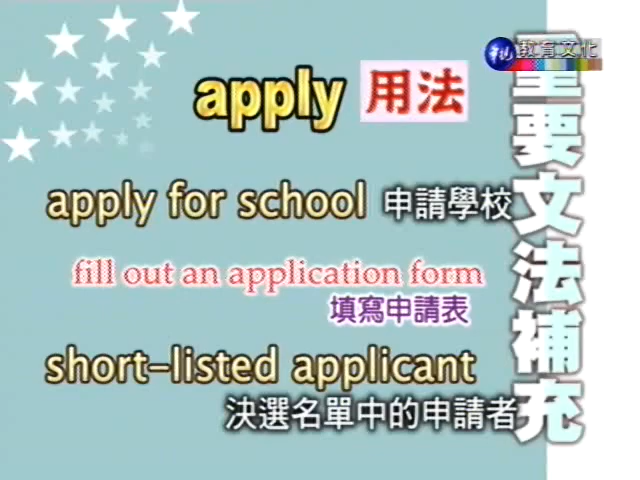 華視 教育文化
apply 用法
apply for school 申請學校
fill out an application form
填寫申請表
short-listed applicant
決選名單中的申請者
重要文法補充